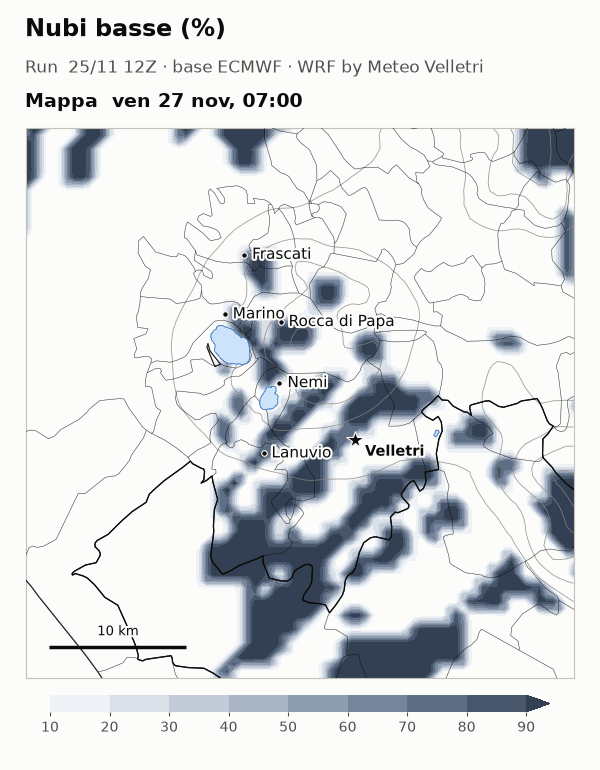 Nubi basse (%)
Run 25/11 12Z · base ECMWF · WRF by Meteo Velletri
Mappa ven 27 nov, 07:00
Frascati
Marino
Rocca di Papa
Nemi
Velletri
Lanuvio
10 km
10 20 30 40 50 60 70 80 90